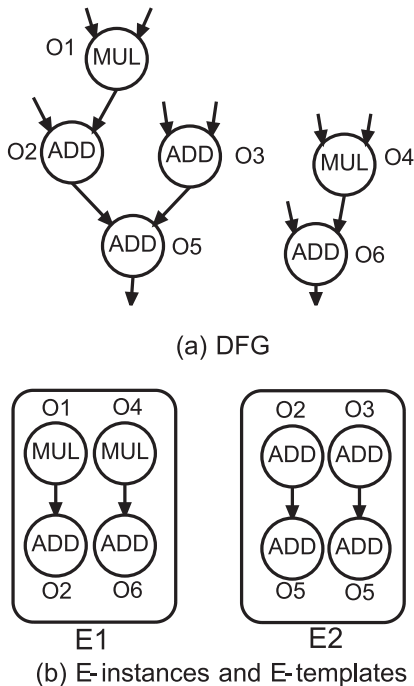 O1
MUL
O2 ADD
ADD O3
MUL O4
ADD O5
ADD O6
(a) DFG
O1 O4
MUL MUL
ADD ADD
O2 O6
E1
O2 O3
ADD ADD
ADD ADD
O5 O5
E2
(b) E-instances and E-templates